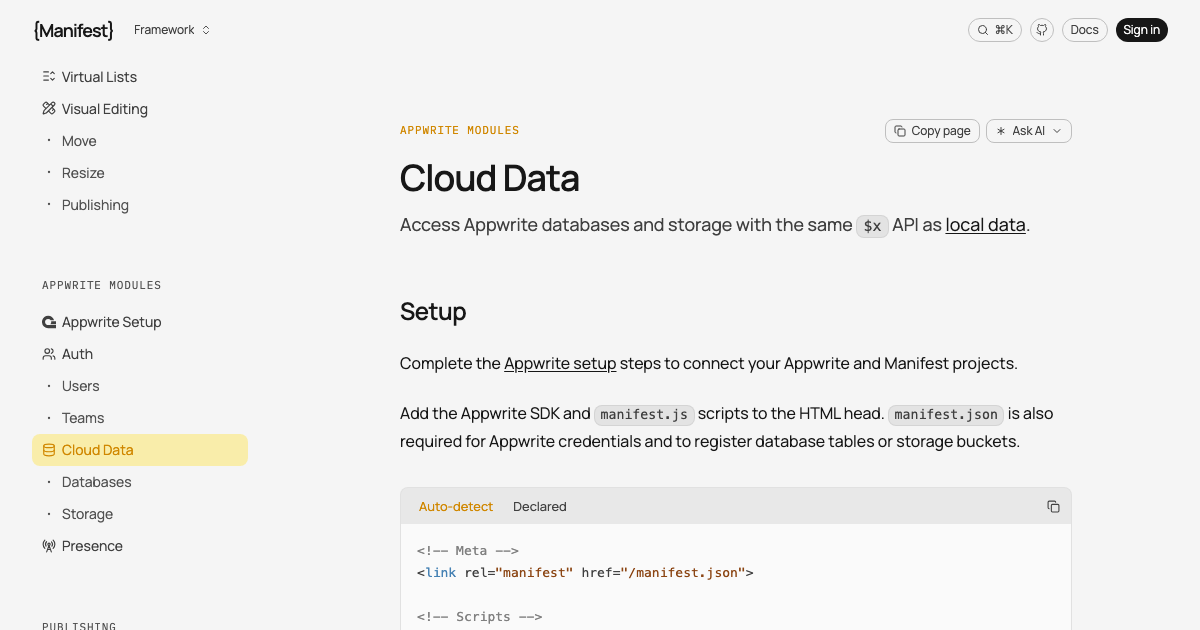 {Manifest}
Framework
⌘K
Docs
Sign in
Virtual Lists
Visual Editing
· Move
· Resize
· Publishing
APPWRITE MODULES
Appwrite Setup
Auth
· Users
· Teams
Cloud Data
· Databases
· Storage
Presence
PUBLISHING
APPWRITE MODULES
Copy page
Ask AI
Cloud Data
Access Appwrite databases and storage with the same $x API as local data.
Setup
Complete the Appwrite setup steps to connect your Appwrite and Manifest projects.
Add the Appwrite SDK and manifest.js scripts to the HTML head. manifest.json is also
required for Appwrite credentials and to register database tables or storage buckets.
Auto-detect
Declared
<!-- Meta -->
<link rel="manifest" href="/manifest.json">
<!-- Scripts -->